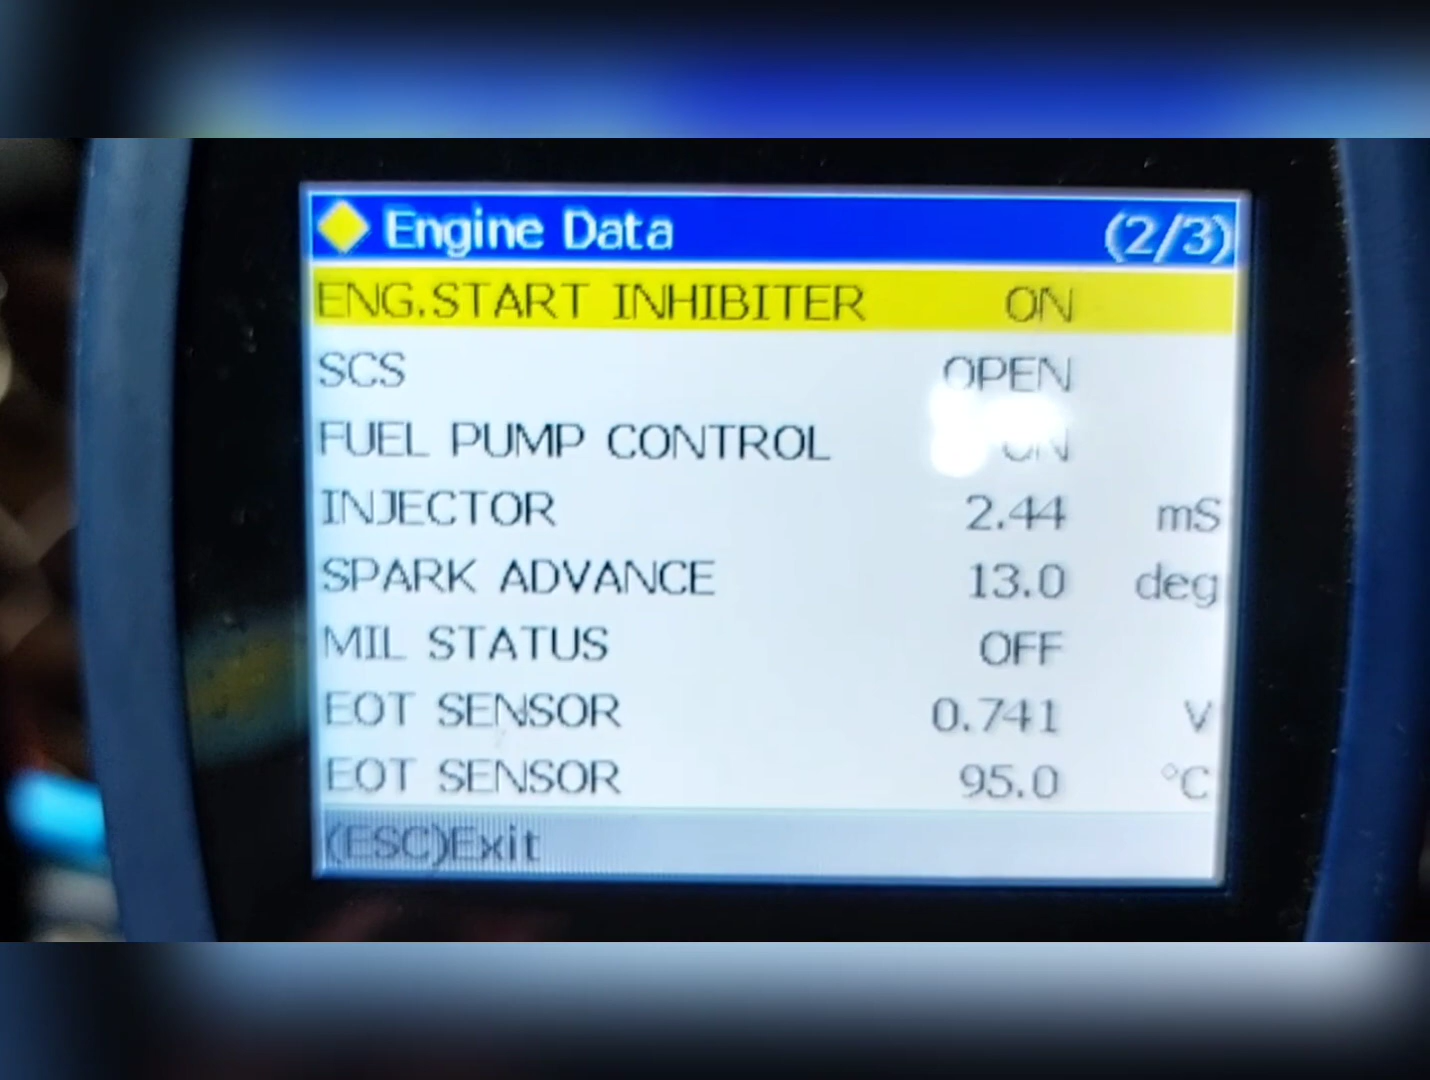 Engine Data (2/3)
ENG.START INHIBITER ON
SCS OPEN
FUEL PUMP CONTROL ON
INJECTOR 2.44 mS
SPARK ADVANCE 13.0 deg
MIL STATUS OFF
EOT SENSOR 0.741 V
EOT SENSOR 95.0 °C
(ESC)Exit